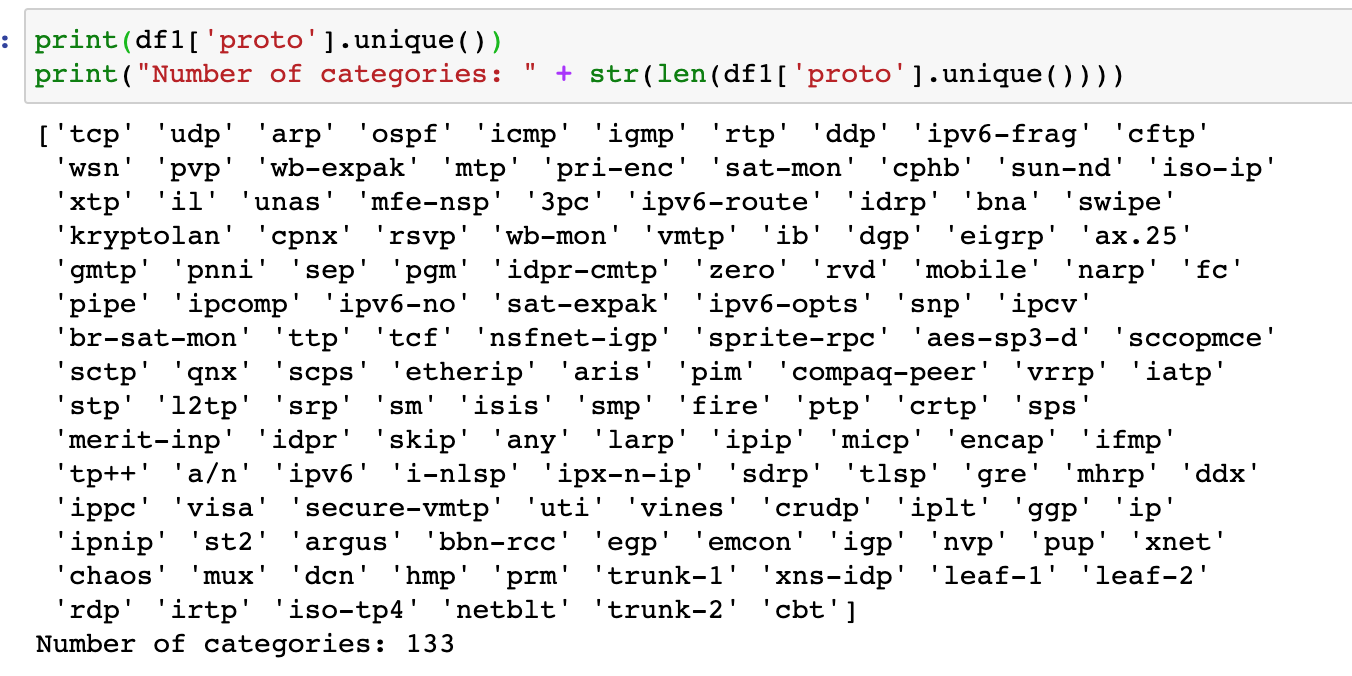 :
print(df1['proto'].unique())
print("Number of categories: " + str(len(df1['proto'].unique())))
['tcp' 'udp' 'arp' 'ospf' 'icmp' 'igmp' 'rtp' 'ddp' 'ipv6-frag' 'cftp'
'wsn' 'pvp' 'wb-expak' 'mtp' 'pri-enc' 'sat-mon' 'cphb' 'sun-nd' 'iso-ip'
'xtp' 'il' 'unas' 'mfe-nsp' '3pc' 'ipv6-route' 'idrp' 'bna' 'swipe'
'kryptolan' 'cpnx' 'rsvp' 'wb-mon' 'vmtp' 'ib' 'dgp' 'eigrp' 'ax.25'
'gmtp' 'pnni' 'sep' 'pgm' 'idpr-cmtp' 'zero' 'rvd' 'mobile' 'narp' 'fc'
'pipe' 'ipcomp' 'ipv6-no' 'sat-expak' 'ipv6-opts' 'snp' 'ipcv'
'br-sat-mon' 'ttp' 'tcf' 'nsfnet-igp' 'sprite-rpc' 'aes-sp3-d' 'sccopmce'
'sctp' 'qnx' 'scps' 'etherip' 'aris' 'pim' 'compaq-peer' 'vrrp' 'iatp'
'stp' 'l2tp' 'srp' 'sm' 'isis' 'smp' 'fire' 'ptp' 'crtp' 'sps'
'merit-inp' 'idpr' 'skip' 'any' 'larp' 'ipip' 'micp' 'encap' 'ifmp'
'tp++' 'a/n' 'ipv6' 'i-nlsp' 'ipx-n-ip' 'sdrp' 'tlsp' 'gre' 'mhrp' 'ddx'
'ippc' 'visa' 'secure-vmtp' 'uti' 'vines' 'crudp' 'iplt' 'ggp' 'ip'
'ipnip' 'st2' 'argus' 'bbn-rcc' 'egp' 'emcon' 'igp' 'nvp' 'pup' 'xnet'
'chaos' 'mux' 'dcn' 'hmp' 'prm' 'trunk-1' 'xns-idp' 'leaf-1' 'leaf-2'
'rdp' 'irtp' 'iso-tp4' 'netblt' 'trunk-2' 'cbt']
Number of categories: 133